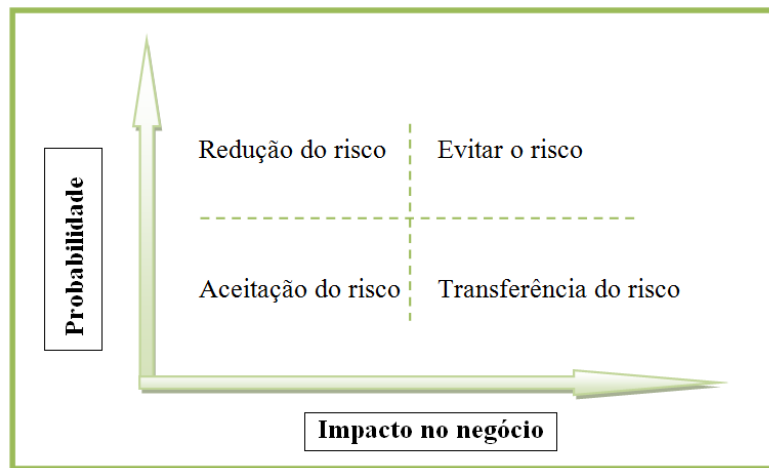 Probabilidade
Redução do risco
Evitar o risco
Aceitação do risco
Transferência do risco
Impacto no negócio